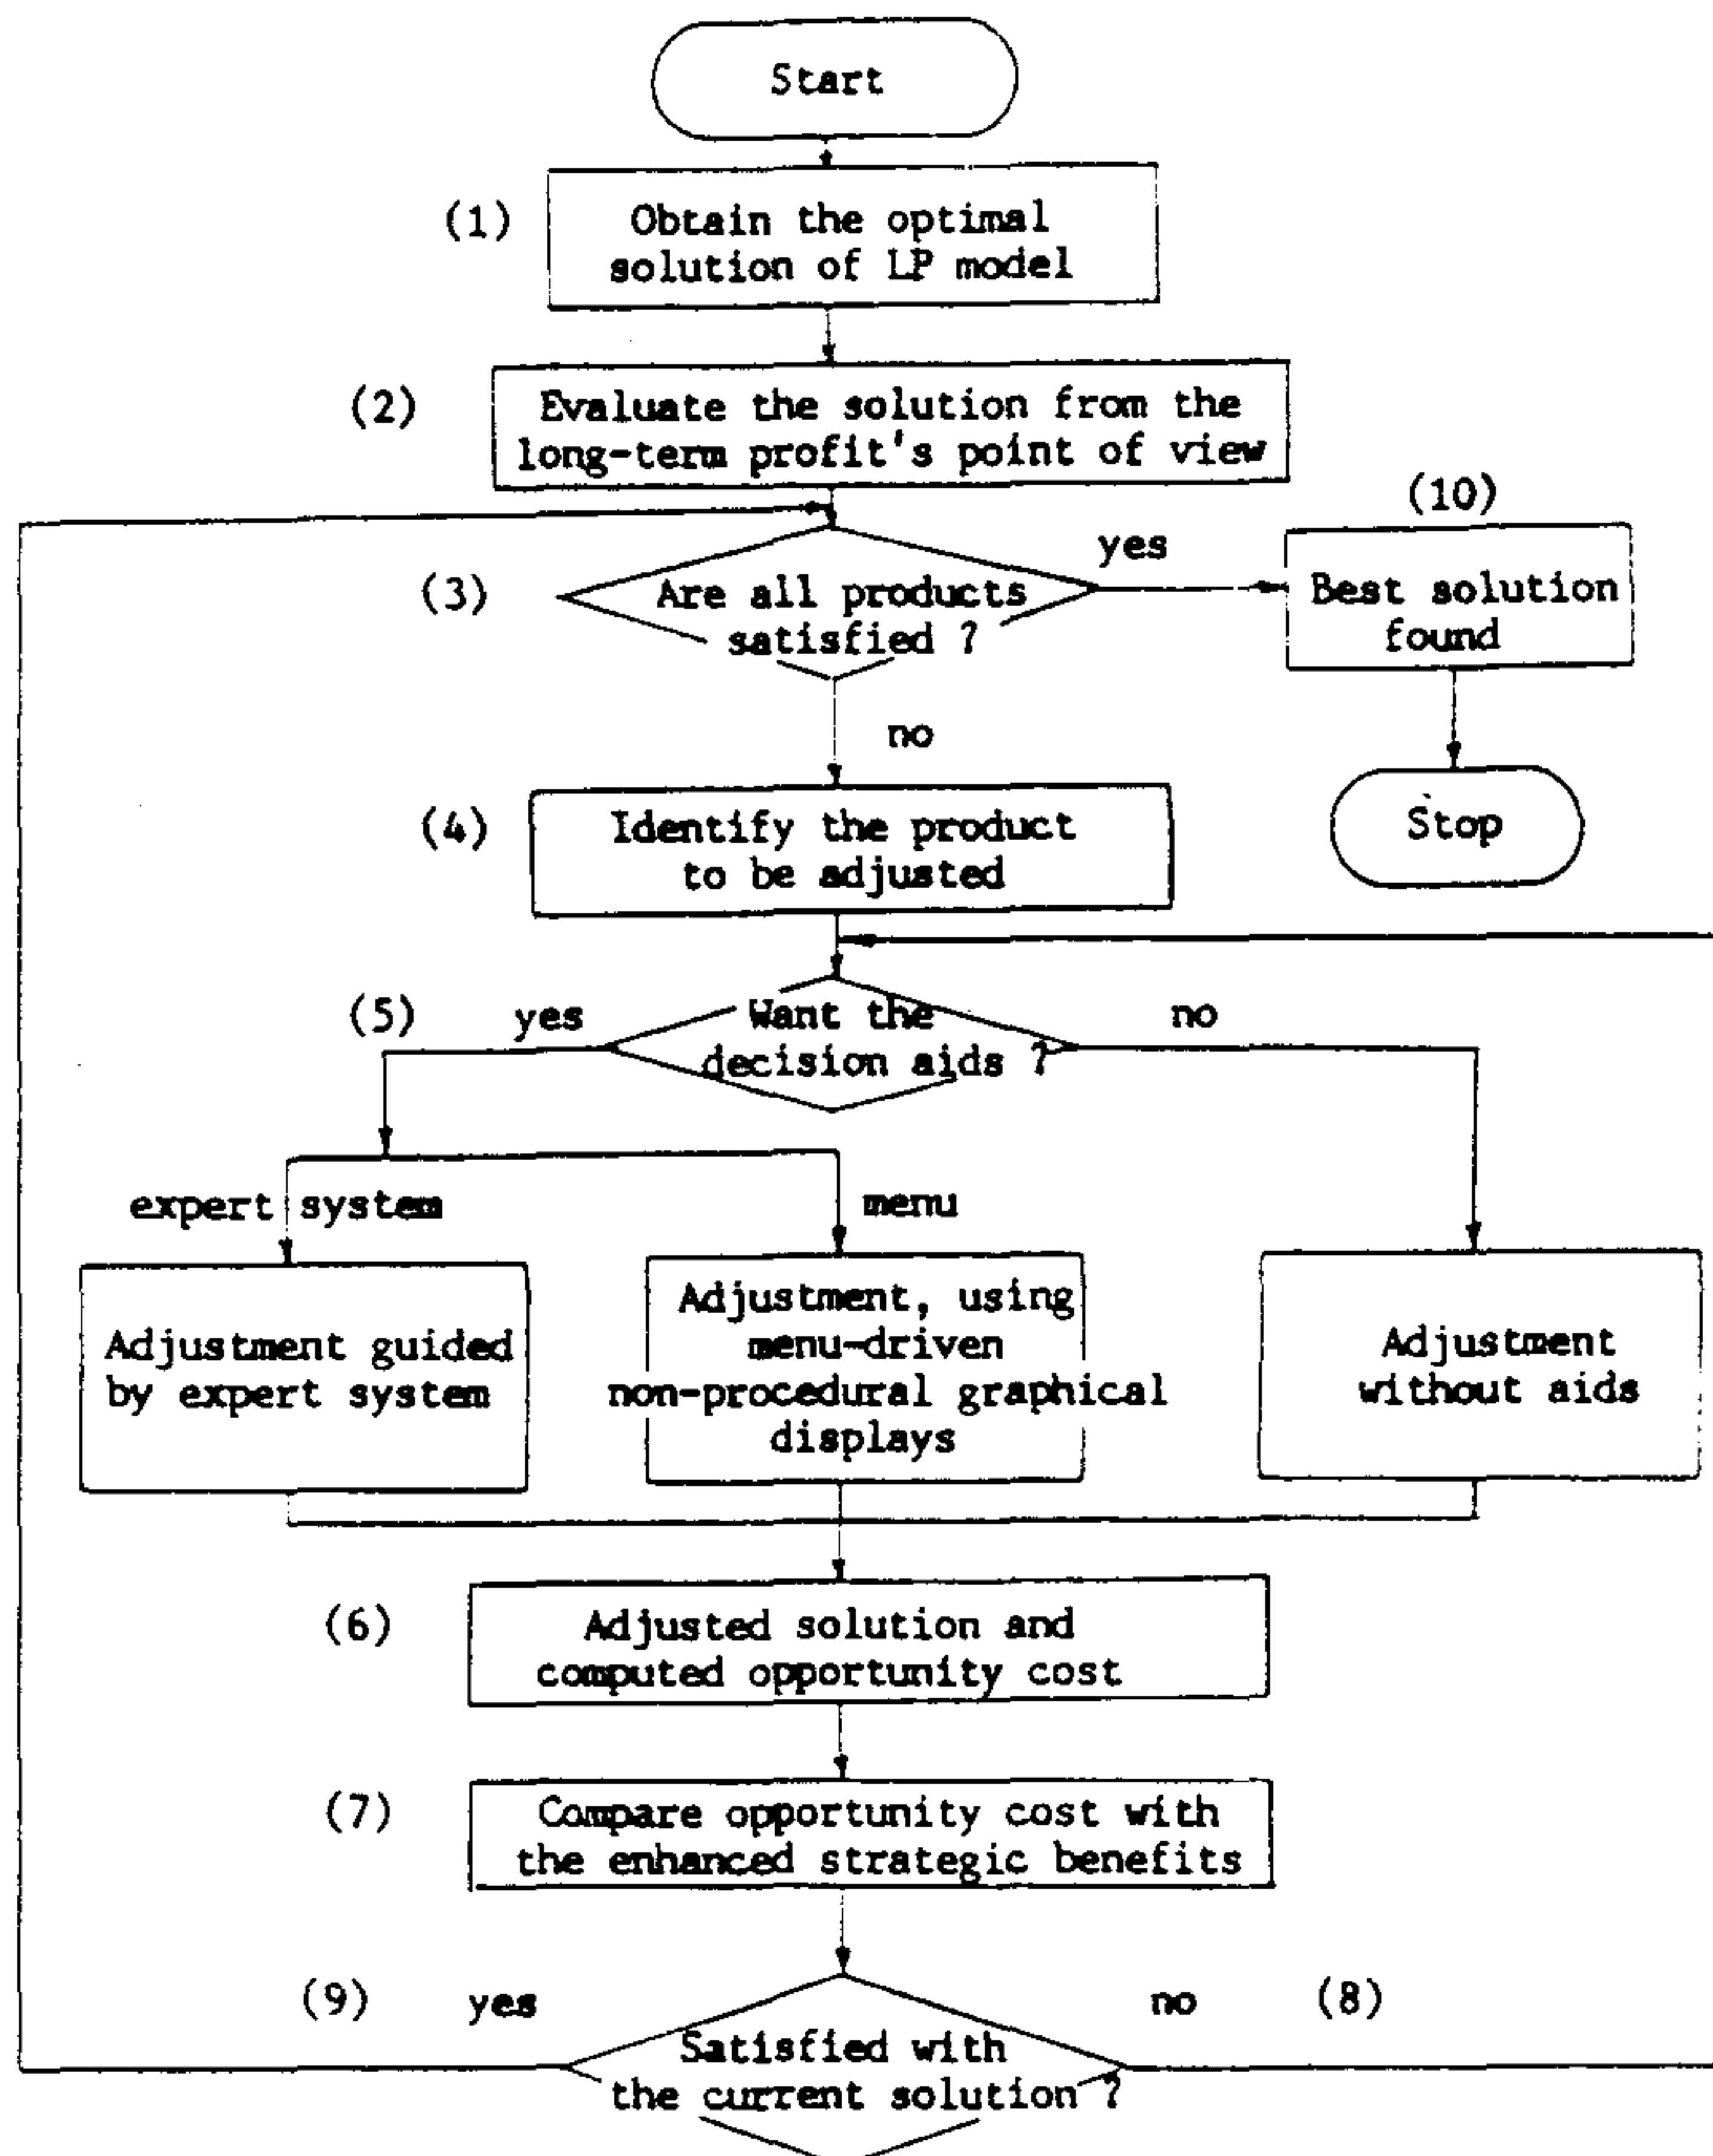 Start
(1)
Obtain the optimal
solution of LP model
(2)
Evaluate the solution from the
long-term profit's point of view
(3)
Are all products
satisfied ?
yes
(10)
Best solution
found
Stop
no
(4)
Identify the product
to be adjusted
(5)
yes
Want the
decision aids ?
no
expert system
menu
Adjustment guided
by expert system
Adjustment, using
menu-driven
non-procedural graphical
displays
Adjustment
without aids
(6)
Adjusted solution and
computed opportunity cost
(7)
Compare opportunity cost with
the enhanced strategic benefits
(9)
yes
Satisfied with
the current solution ?
no
(8)